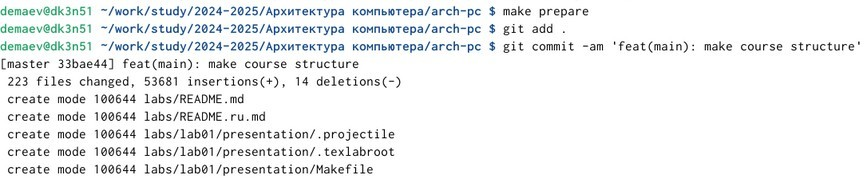 demaev@dk3n51 ~/work/study/2024-2025/Архитектура компьютера/arch-pc $ make prepare
demaev@dk3n51 ~/work/study/2024-2025/Архитектура компьютера/arch-pc $ git add .
demaev@dk3n51 ~/work/study/2024-2025/Архитектура компьютера/arch-pc $ git commit -am 'feat(main): make course structure'
[master 33bae44] feat(main): make course structure
 223 files changed, 53681 insertions(+), 14 deletions(-)
 create mode 100644 labs/README.md
 create mode 100644 labs/README.ru.md
 create mode 100644 labs/lab01/presentation/.projectile
 create mode 100644 labs/lab01/presentation/.texlabroot
 create mode 100644 labs/lab01/presentation/Makefile